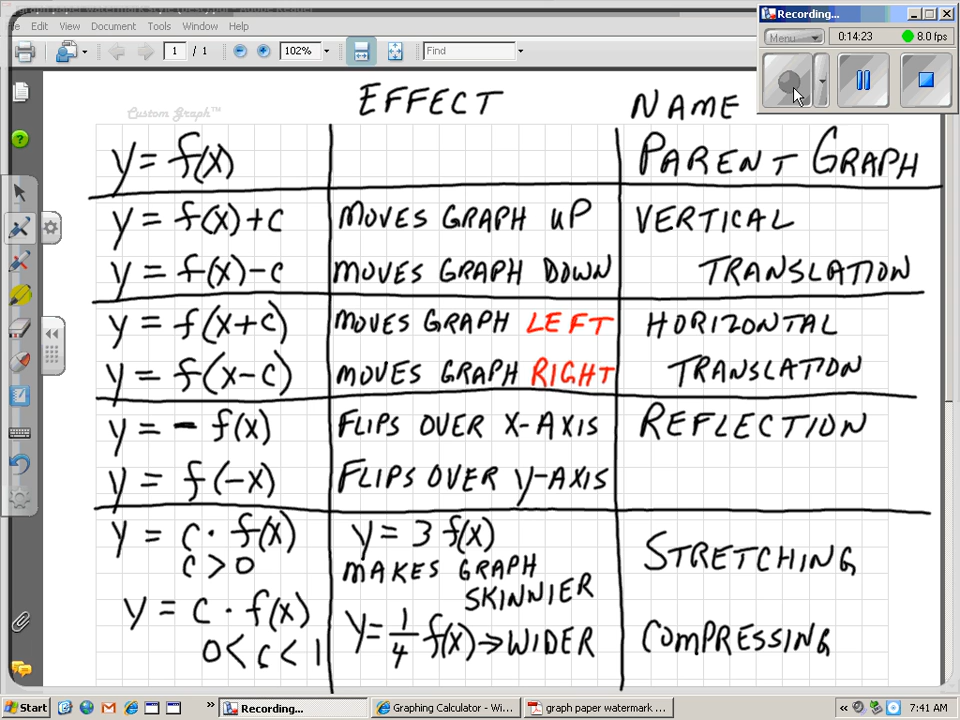 Recording...
Edit View Document Tools Window Help
Menu 0:14:23 8.0 fps
1 / 1 102% Find
Custom Graph™
EFFECT NAME
y = f(x) PARENT GRAPH
y = f(x)+c MOVES GRAPH UP VERTICAL
y = f(x)-c MOVES GRAPH DOWN TRANSLATION
y = f(x+c) MOVES GRAPH LEFT HORIZONTAL
y = f(x-c) MOVES GRAPH RIGHT TRANSLATION
y = - f(x) FLIPS OVER X-AXIS REFLECTION
y = f(-x) FLIPS OVER y-AXIS
y = c · f(x) y = 3 f(x) STRETCHING
c > 0 MAKES GRAPH
SKINNIER
y = c · f(x) y = 1/4 f(x) → WIDER COMPRESSING
0 < c < 1
Start » Recording... Graphing Calculator - Wi... graph paper watermark ... « 7:41 AM